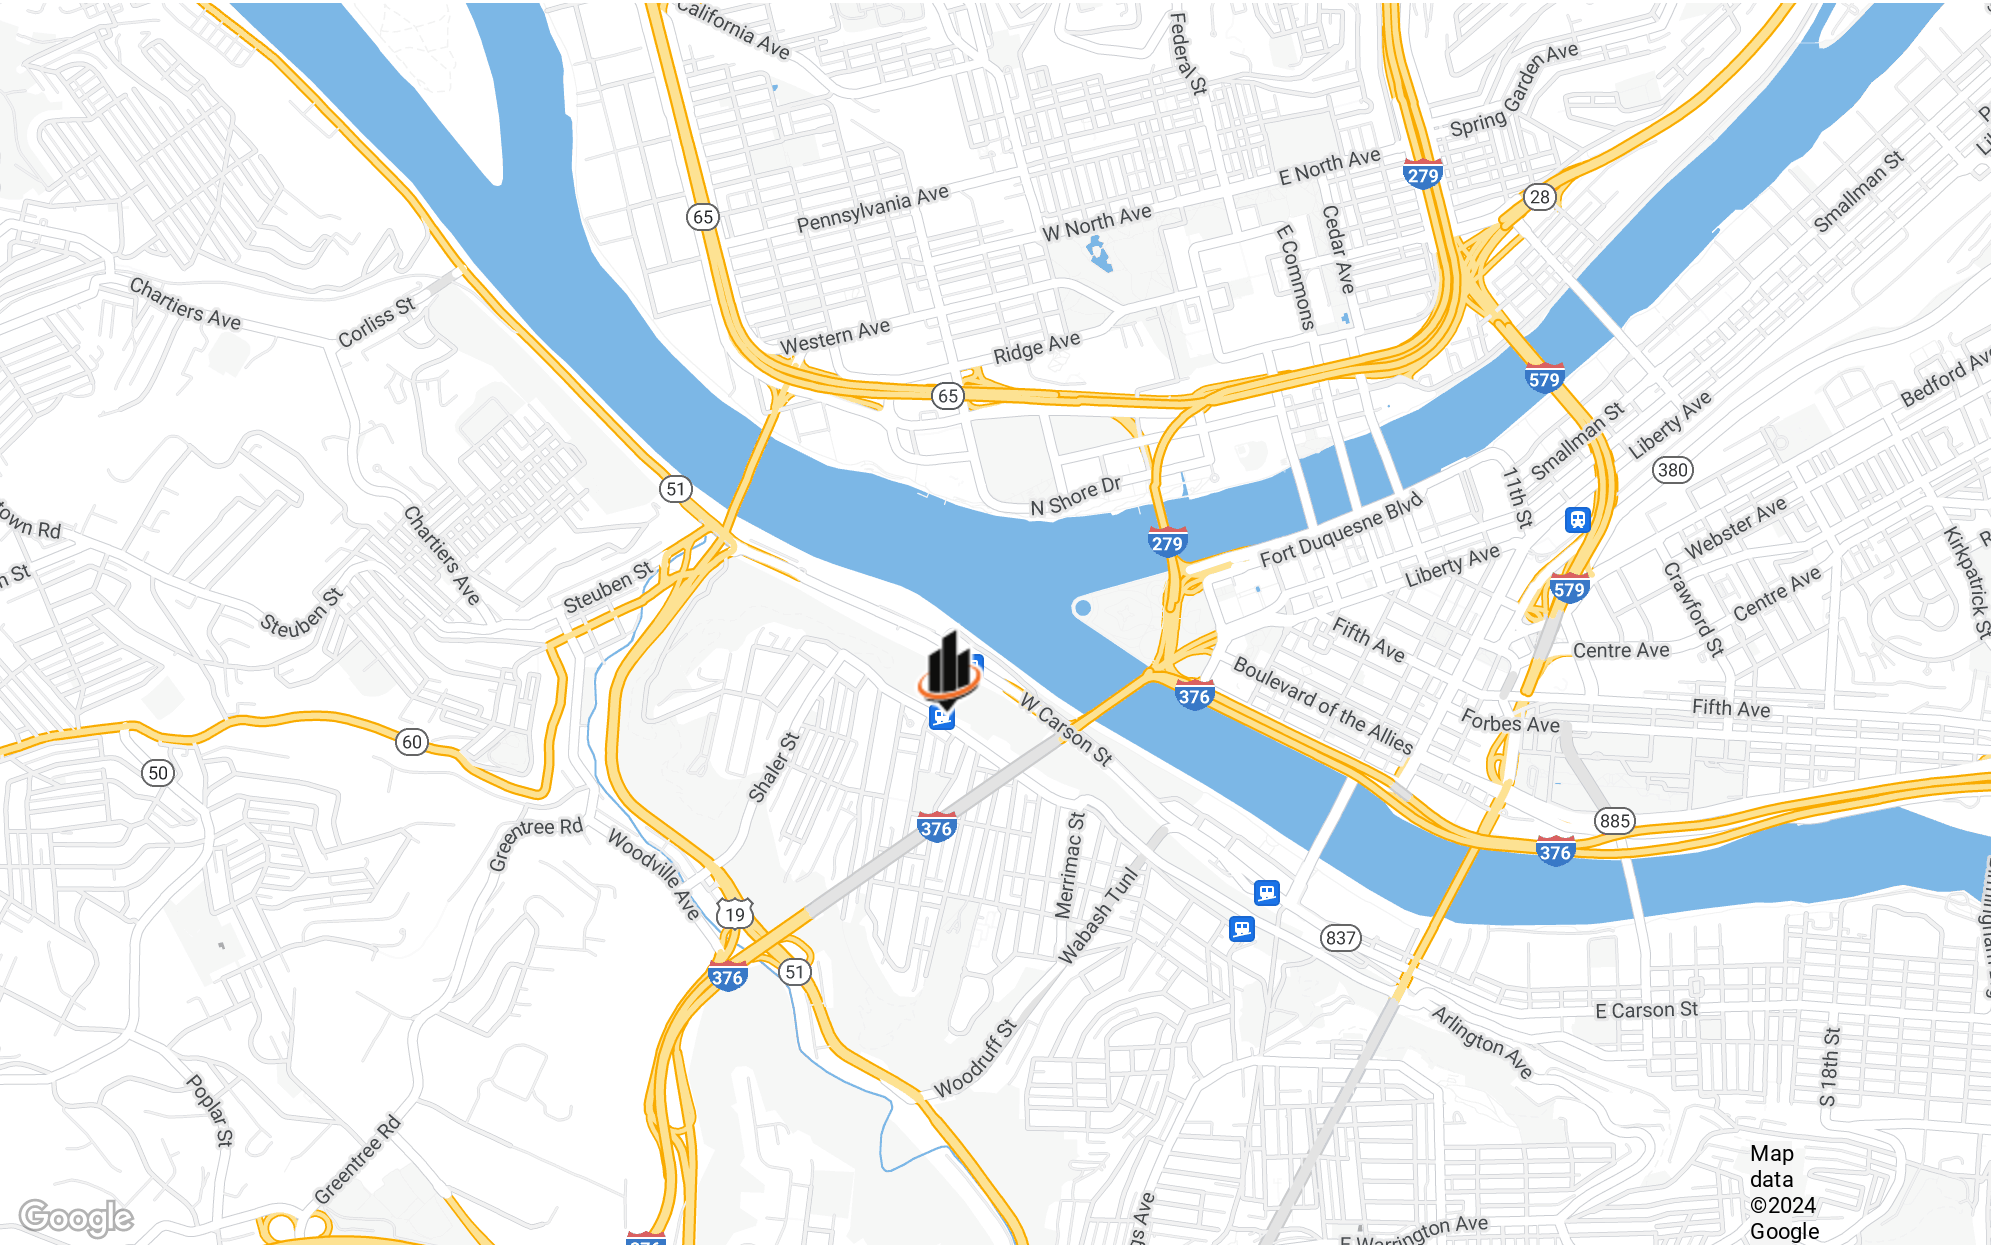 California Ave
Federal St
Spring Garden Ave
E North Ave
279
28
Smallman St
Pennsylvania Ave
65
W North Ave
Cedar Ave
E Commons
Chartiers Ave
Corliss St
Western Ave
Ridge Ave
65
579
Bedford Ave
Smallman St
Liberty Ave
380
51
N Shore Dr
11th St
279
Fort Duquesne Blvd
Liberty Ave
Webster Ave
Kirkpatrick St
town Rd
n St
Chartiers Ave
Steuben St
Steuben St
579
Crawford St
Centre Ave
Fifth Ave
Centre Ave
Boulevard of the Allies
376
Forbes Ave
Fifth Ave
W Carson St
60
50
Shaler St
376
885
376
Greentree Rd
Woodville Ave
Merrimac St
Wabash Tunl
19
837
376
51
E Carson St
Arlington Ave
Woodruff St
S 18th St
Poplar St
Greentree Rd
gs Ave
E Warrington Ave
Map
data
©2024
Google
Google